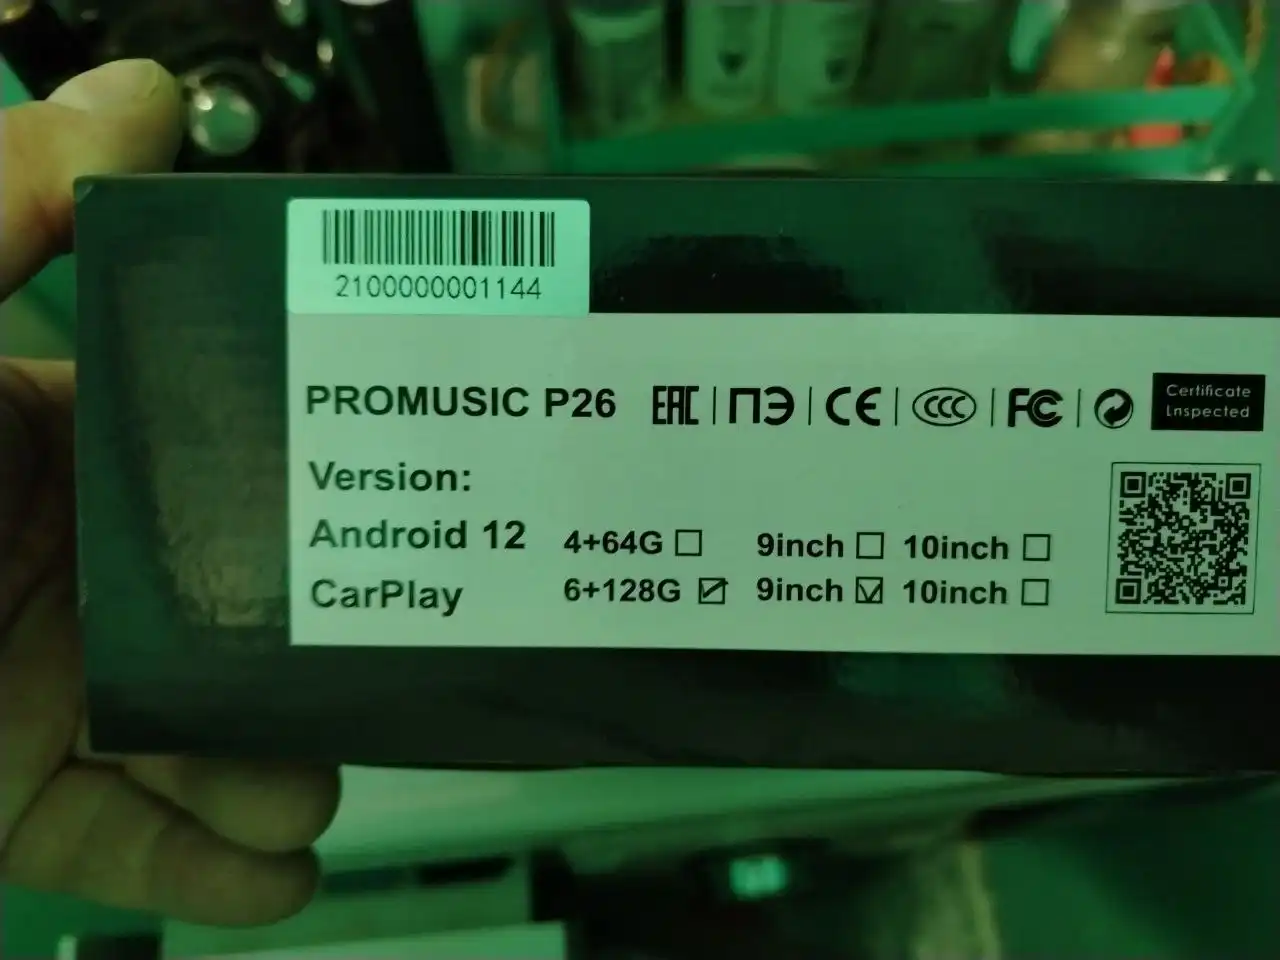 2100000001144
PROMUSIC P26 EAC | ПЭ | CE | CCC | FC
Certificate
Lnspected
Version:
Android 12 4+64G 9inch 10inch
CarPlay 6+128G 9inch 10inch